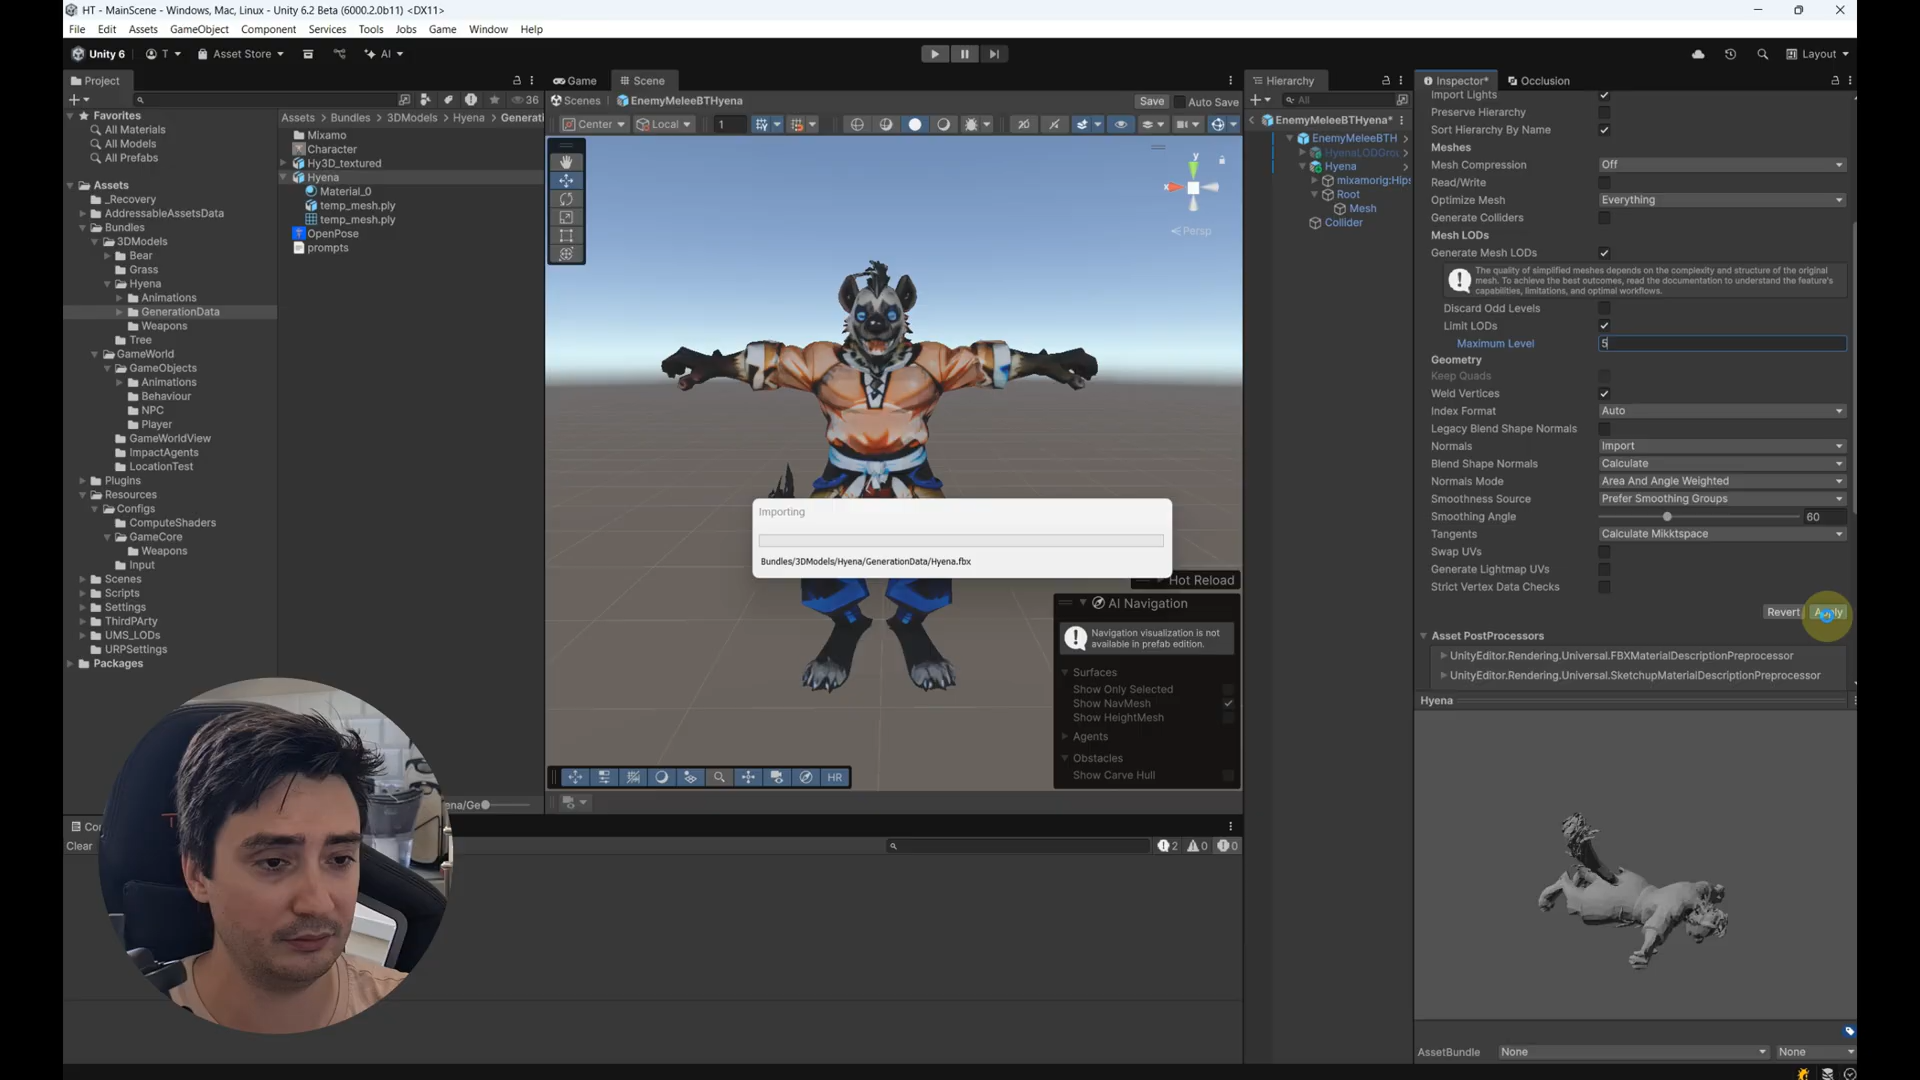 HT - MainScene - Windows, Mac, Linux - Unity 6.2 Beta (6000.2.0b11) <DX11>
File Edit Assets GameObject Component Services Tools Jobs Game Window Help
Unity 6 T Asset Store AI Layout
Project
36
Favorites
All Materials
All Models
All Prefabs
Assets
_Recovery
AddressableAssetsData
Bundles
3DModels
Bear
Grass
Hyena
Animations
GenerationData
Weapons
Tree
GameWorld
GameObjects
Animations
Behaviour
NPC
Player
GameWorldView
ImpactAgents
LocationTest
Plugins
Resources
Configs
ComputeShaders
GameCore
Weapons
Input
Scenes
Scripts
Settings
ThirdPArty
UMS_LODs
URPSettings
Packages
Assets > Bundles > 3DModels > Hyena > Generati
Mixamo
Character
Hy3D_textured
Hyena
Material_0
temp_mesh.ply
temp_mesh.ply
OpenPose
prompts
ena/Ge
Clear
2 0 0
Game Scene
Scenes EnemyMeleeBTHyena Save Auto Save
Center Local 1
y
x
Persp
Importing
Bundles/3DModels/Hyena/GenerationData/Hyena.fbx
Hot Reload
AI Navigation
Navigation visualization is not
available in prefab edition.
Surfaces
Show Only Selected
Show NavMesh
Show HeightMesh
Agents
Obstacles
Show Carve Hull
HR
Hierarchy
All
EnemyMeleeBTHyena*
EnemyMeleeBTH
HyenaLODGrou
Hyena
mixamorig:Hips
Root
Mesh
Collider
Inspector* Occlusion
Import Lights
Preserve Hierarchy
Sort Hierarchy By Name
Meshes
Mesh Compression Off
Read/Write
Optimize Mesh Everything
Generate Colliders
Mesh LODs
Generate Mesh LODs
The quality of simplified meshes depends on the complexity and structure of the original
mesh. To achieve the best outcomes, read the documentation to understand the feature's
capabilities, limitations, and optimal workflows.
Discard Odd Levels
Limit LODs
Maximum Level 5
Geometry
Keep Quads
Weld Vertices
Index Format Auto
Legacy Blend Shape Normals
Normals Import
Blend Shape Normals Calculate
Normals Mode Area And Angle Weighted
Smoothness Source Prefer Smoothing Groups
Smoothing Angle 60
Tangents Calculate Mikktspace
Swap UVs
Generate Lightmap UVs
Strict Vertex Data Checks
Revert Apply
Asset PostProcessors
UnityEditor.Rendering.Universal.FBXMaterialDescriptionPreprocessor
UnityEditor.Rendering.Universal.SketchupMaterialDescriptionPreprocessor
Hyena
AssetBundle None None